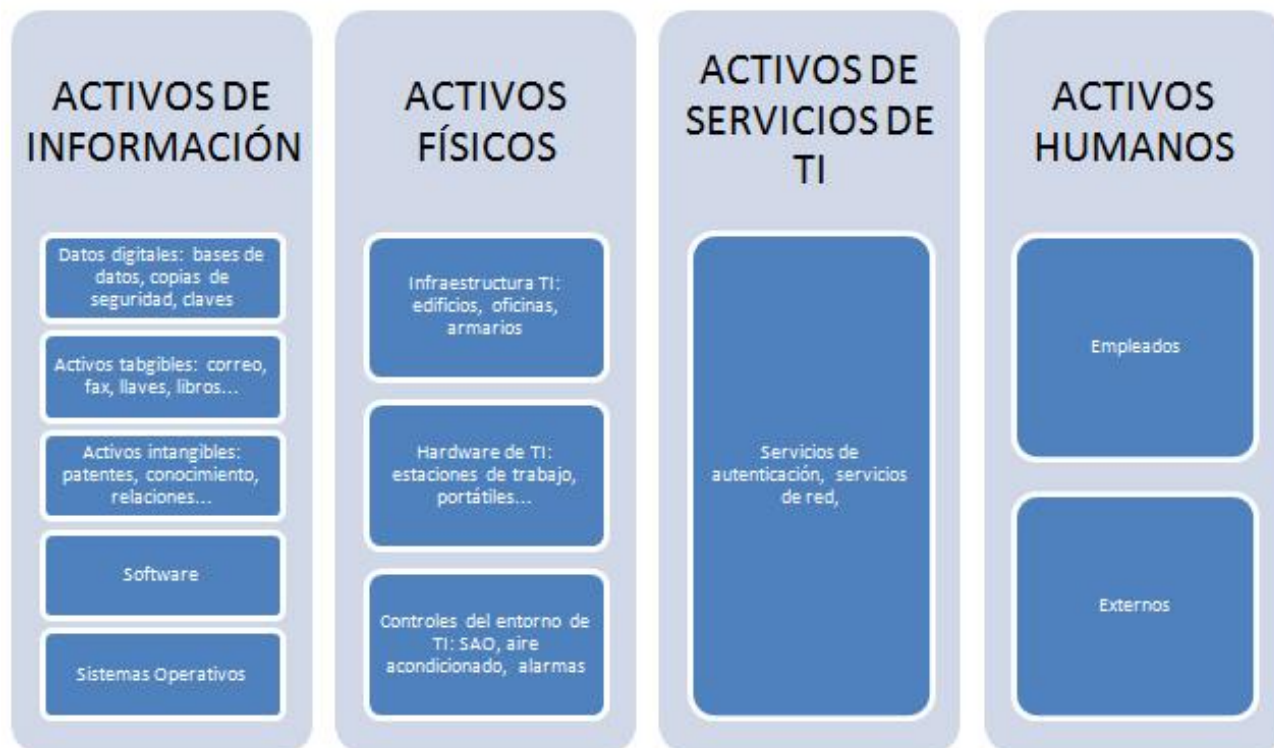 ACTIVOS DE
INFORMACIÓN
Datos digitales: bases de
datos, copias de
seguridad, claves
Activos tabgibles: correo,
fax, llaves, libros...
Activos intangibles:
patentes, conocimiento,
relaciones...
Software
Sistemas Operativos
ACTIVOS
FÍSICOS
Infraestructura TI:
edificios, oficinas,
armarios
Hardware de TI:
estaciones de trabajo,
portátiles...
Controles del entorno de
TI: SAO, aire
acondicionado, alarmas
ACTIVOS DE
SERVICIOS DE
TI
Servicios de
autenticación, servicios
de red,
ACTIVOS
HUMANOS
Empleados
Externos